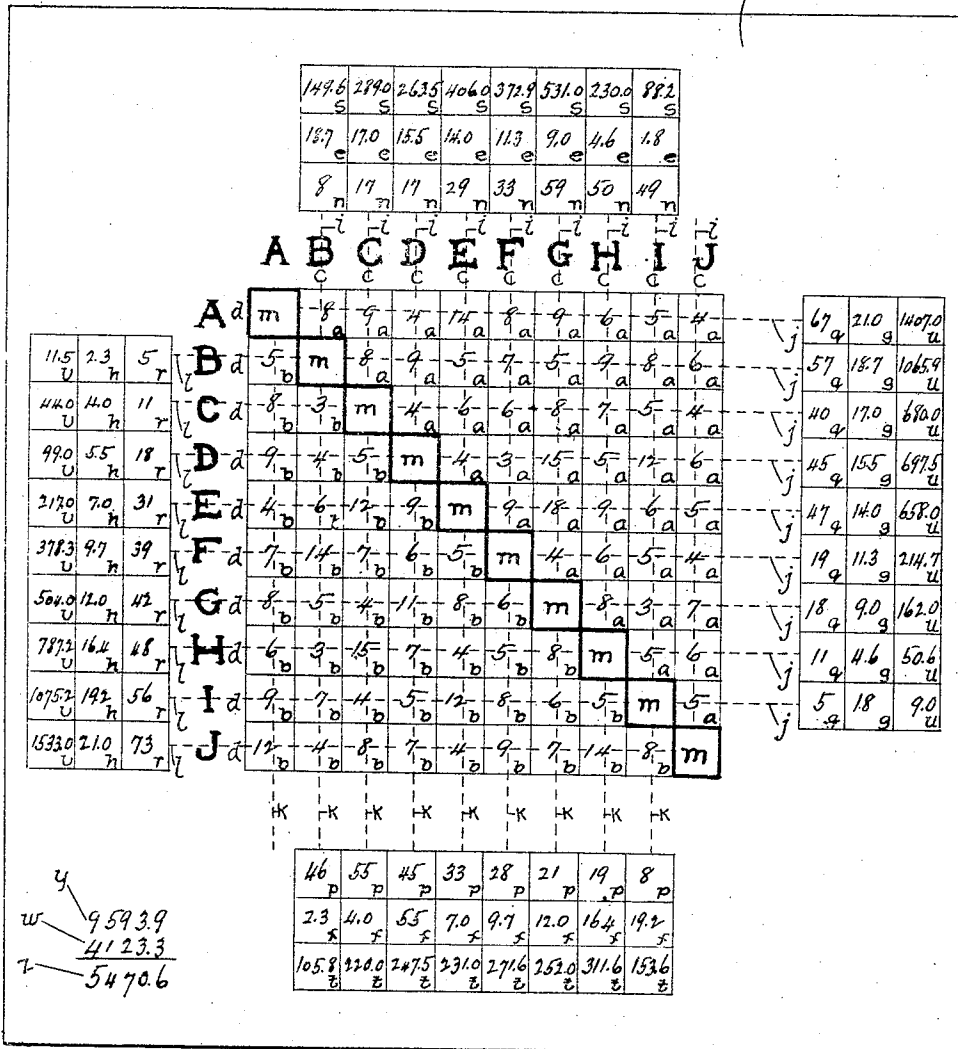 149.6 s 289.0 s 263.5 s 406.0 s 372.9 s 531.0 s 230.0 s 88.2 s
18.7 e 17.0 e 15.5 e 14.0 e 11.3 e 9.0 e 4.6 e 1.8 e
8 n 17 n 17 n 29 n 33 n 59 n 50 n 49 n
i i i i i i i i i
A B C D E F G H I J
c c c c c c c c c
A d m 8 a 9 a 4 a 14 a 8 a 9 a 6 a 5 a 4 a j 67 q 21.0 g 1407.0 u
11.5 v 2.3 h 5 r l B d 5 b m 8 a 9 a 5 a 7 a 5 a 9 a 8 a 6 a j 57 q 18.7 g 1065.9 u
44.0 v 4.0 h 11 r l C d 8 b 3 b m 4 a 6 a 6 a 8 a 7 a 5 a 4 a j 40 q 17.0 g 680.0 u
99.0 v 5.5 h 18 r l D d 9 b 4 b 5 b m 4 a 3 a 15 a 5 a 12 a 6 a j 45 q 15.5 g 697.5 u
217.0 v 7.0 h 31 r l E d 4 b 6 b 12 b 9 b m 9 a 18 a 9 a 6 a 5 a j 47 q 14.0 g 658.0 u
378.3 v 9.7 h 39 r l F d 7 b 14 b 7 b 6 b 5 b m 4 a 6 a 5 a 4 a j 19 q 11.3 g 214.7 u
504.0 v 12.0 h 42 r l G d 8 b 5 b 4 b 11 b 8 b 6 b m 8 a 3 a 7 a j 18 q 9.0 g 162.0 u
787.2 v 16.4 h 48 r l H d 6 b 3 b 15 b 7 b 4 b 5 b 8 b m 5 a 6 a j 11 q 4.6 g 50.6 u
1075.2 v 19.2 h 56 r l I d 9 b 7 b 4 b 5 b 12 b 8 b 6 b 5 b m 5 a j 5 q 1.8 g 9.0 u
1533.0 v 21.0 h 73 r l J d 12 b 4 b 8 b 7 b 4 b 9 b 7 b 14 b 8 b m
K K K K K K K K K
46 p 55 p 45 p 33 p 28 p 21 p 19 p 8 p
2.3 f 4.0 f 5.5 f 7.0 f 9.7 f 12.0 f 16.4 f 19.2 f
105.8 t 220.0 t 247.5 t 231.0 t 271.6 t 252.0 t 311.6 t 153.6 t
y 9593.9
w 4123.3
z 5470.6